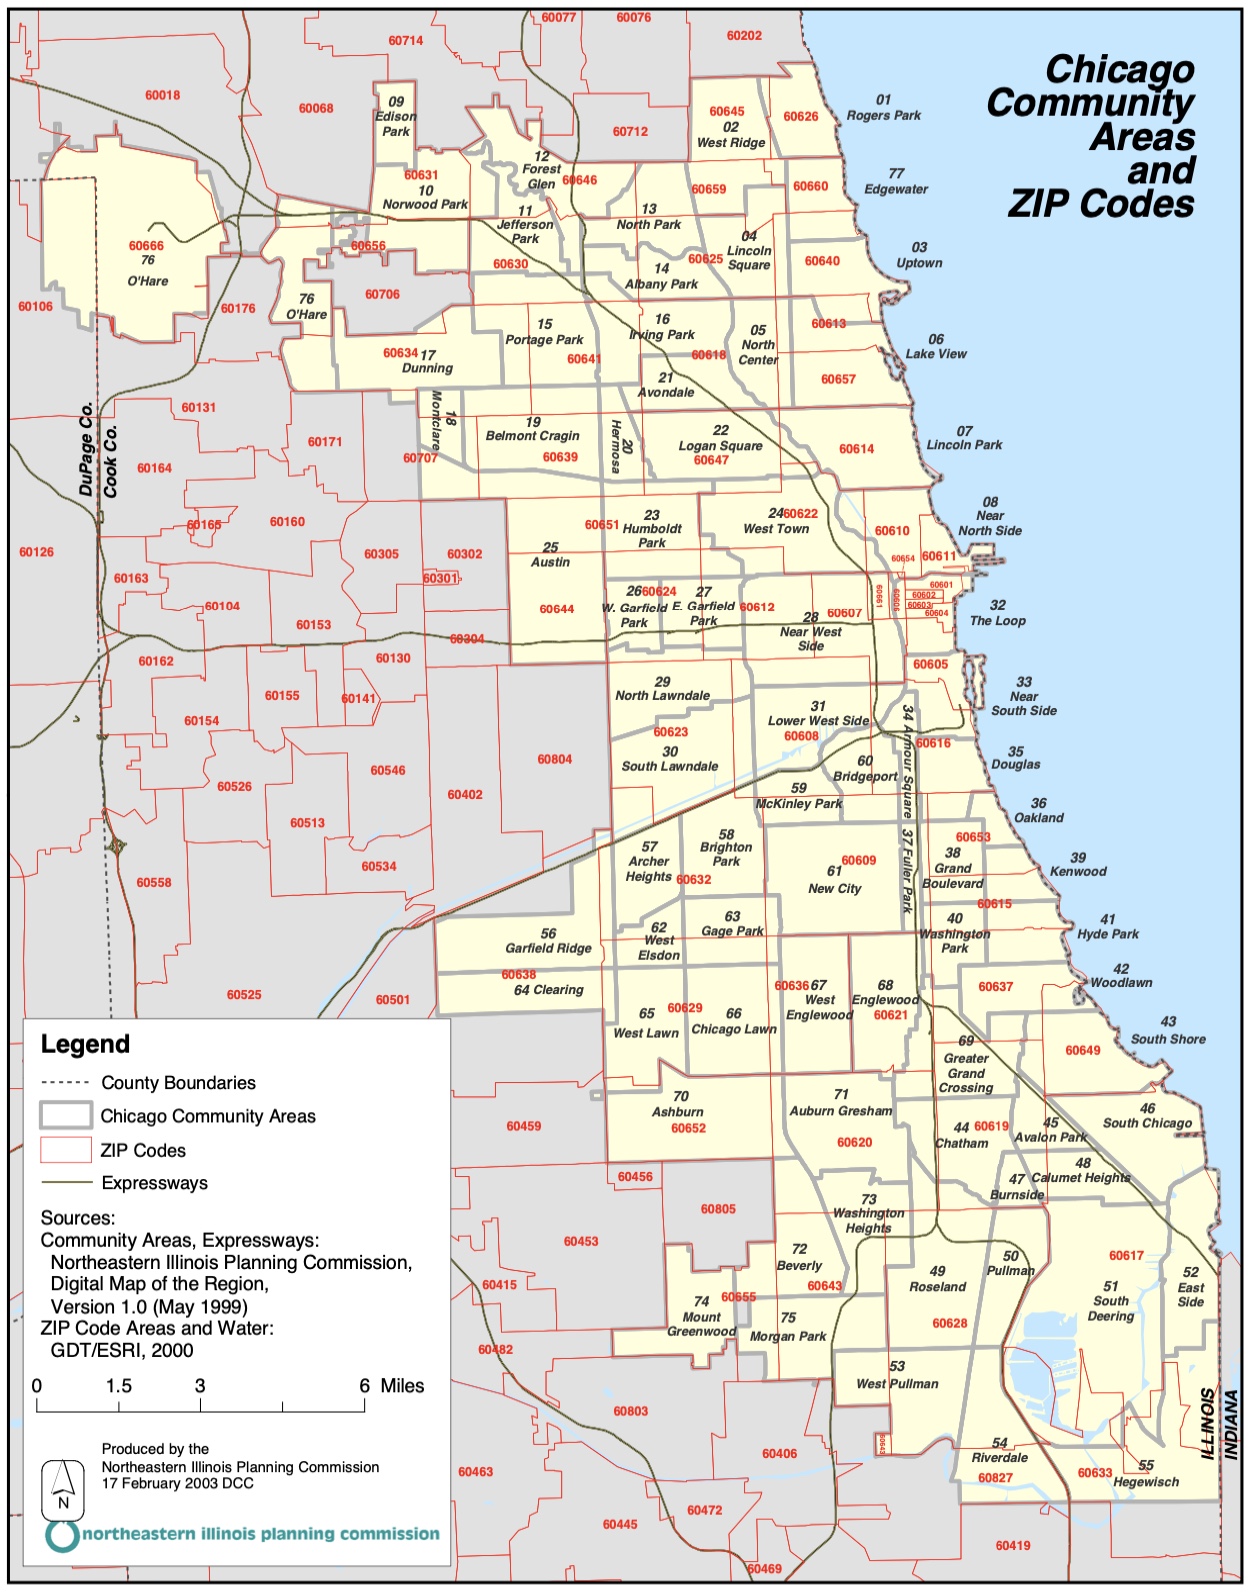 Chicago
Community
Areas
and
ZIP Codes
60077
60076
60202
60714
60018
60068
60712
60645
60626
09
Edison
Park
02
West Ridge
01
Rogers Park
12
Forest
Glen
60646
60631
10
Norwood Park
60659
60660
77
Edgewater
11
Jefferson
Park
13
North Park
04
Lincoln
Square
60666
76
O'Hare
60656
60630
60625
60640
03
Uptown
14
Albany Park
60106
60176
76
O'Hare
60706
15
Portage Park
16
Irving Park
05
North
Center
60613
06
Lake View
60634
17
Dunning
60641
60618
60657
21
Avondale
60131
18
Montclare
19
Belmont Cragin
20
Hermosa
22
Logan Square
60647
60614
07
Lincoln Park
DuPage Co.
Cook Co.
60171
60164
60707
60639
60165
60160
60651
23
Humboldt
Park
24
West Town
60622
60610
08
Near
North Side
60126
60305
60302
25
Austin
60654
60611
60163
60301
60104
60644
26
W. Garfield
Park
60624
27
E. Garfield
Park
60612
28
Near West
Side
60607
60661
60606
60601
60602
60603
60604
32
The Loop
60153
60304
60162
60130
60605
60155
60141
29
North Lawndale
33
Near
South Side
60154
60623
31
Lower West Side
60608
34 Armour Square
60616
30
South Lawndale
60804
60546
60526
60402
60
Bridgeport
35
Douglas
59
McKinley Park
36
Oakland
60513
60534
60558
57
Archer
Heights
58
Brighton
Park
60632
60609
61
New City
37 Fuller Park
60653
38
Grand
Boulevard
39
Kenwood
60615
56
Garfield Ridge
62
West
Elsdon
63
Gage Park
40
Washington
Park
41
Hyde Park
60638
64 Clearing
60525
60501
65
West Lawn
60629
66
Chicago Lawn
60636
67
West
Englewood
68
Englewood
60621
60637
42
Woodlawn
43
South Shore
60649
69
Greater
Grand
Crossing
60459
70
Ashburn
60652
71
Auburn Gresham
60620
44
Chatham
60619
45
Avalon Park
46
South Chicago
60456
60805
47
Burnside
48
Calumet Heights
73
Washington
Heights
60453
60415
72
Beverly
60643
49
Roseland
50
Pullman
60617
51
South
Deering
52
East
Side
74
Mount
Greenwood
60655
75
Morgan Park
60628
60482
53
West Pullman
60803
60406
60643
54
Riverdale
60827
60633
55
Hegewisch
ILLINOIS
INDIANA
60463
60472
60445
60469
60419
Legend
County Boundaries
Chicago Community Areas
ZIP Codes
Expressways
Sources:
Community Areas, Expressways:
Northeastern Illinois Planning Commission,
Digital Map of the Region,
Version 1.0 (May 1999)
ZIP Code Areas and Water:
GDT/ESRI, 2000
0 1.5 3 6 Miles
N
Produced by the
Northeastern Illinois Planning Commission
17 February 2003 DCC
northeastern illinois planning commission